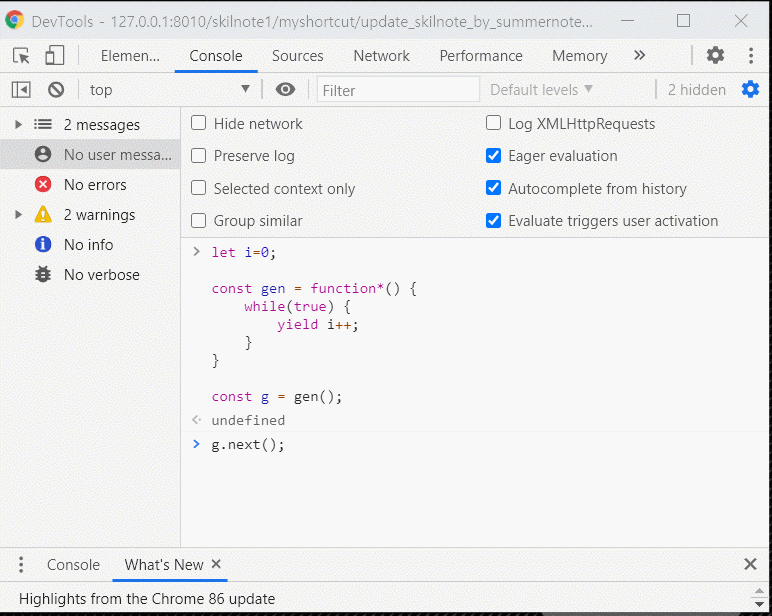 DevTools - 127.0.0.1:8010/skilnote1/myshortcut/update_skilnote_by_summernote...
Elemen... Console Sources Network Performance Memory »
top Filter Default levels 2 hidden
2 messages
No user messa...
No errors
2 warnings
No info
No verbose
Hide network Log XMLHttpRequests
Preserve log Eager evaluation
Selected context only Autocomplete from history
Group similar Evaluate triggers user activation
> let i=0;
const gen = function*() {
while(true) {
yield i++;
}
}
const g = gen();
undefined
> g.next();
Console What's New
Highlights from the Chrome 86 update